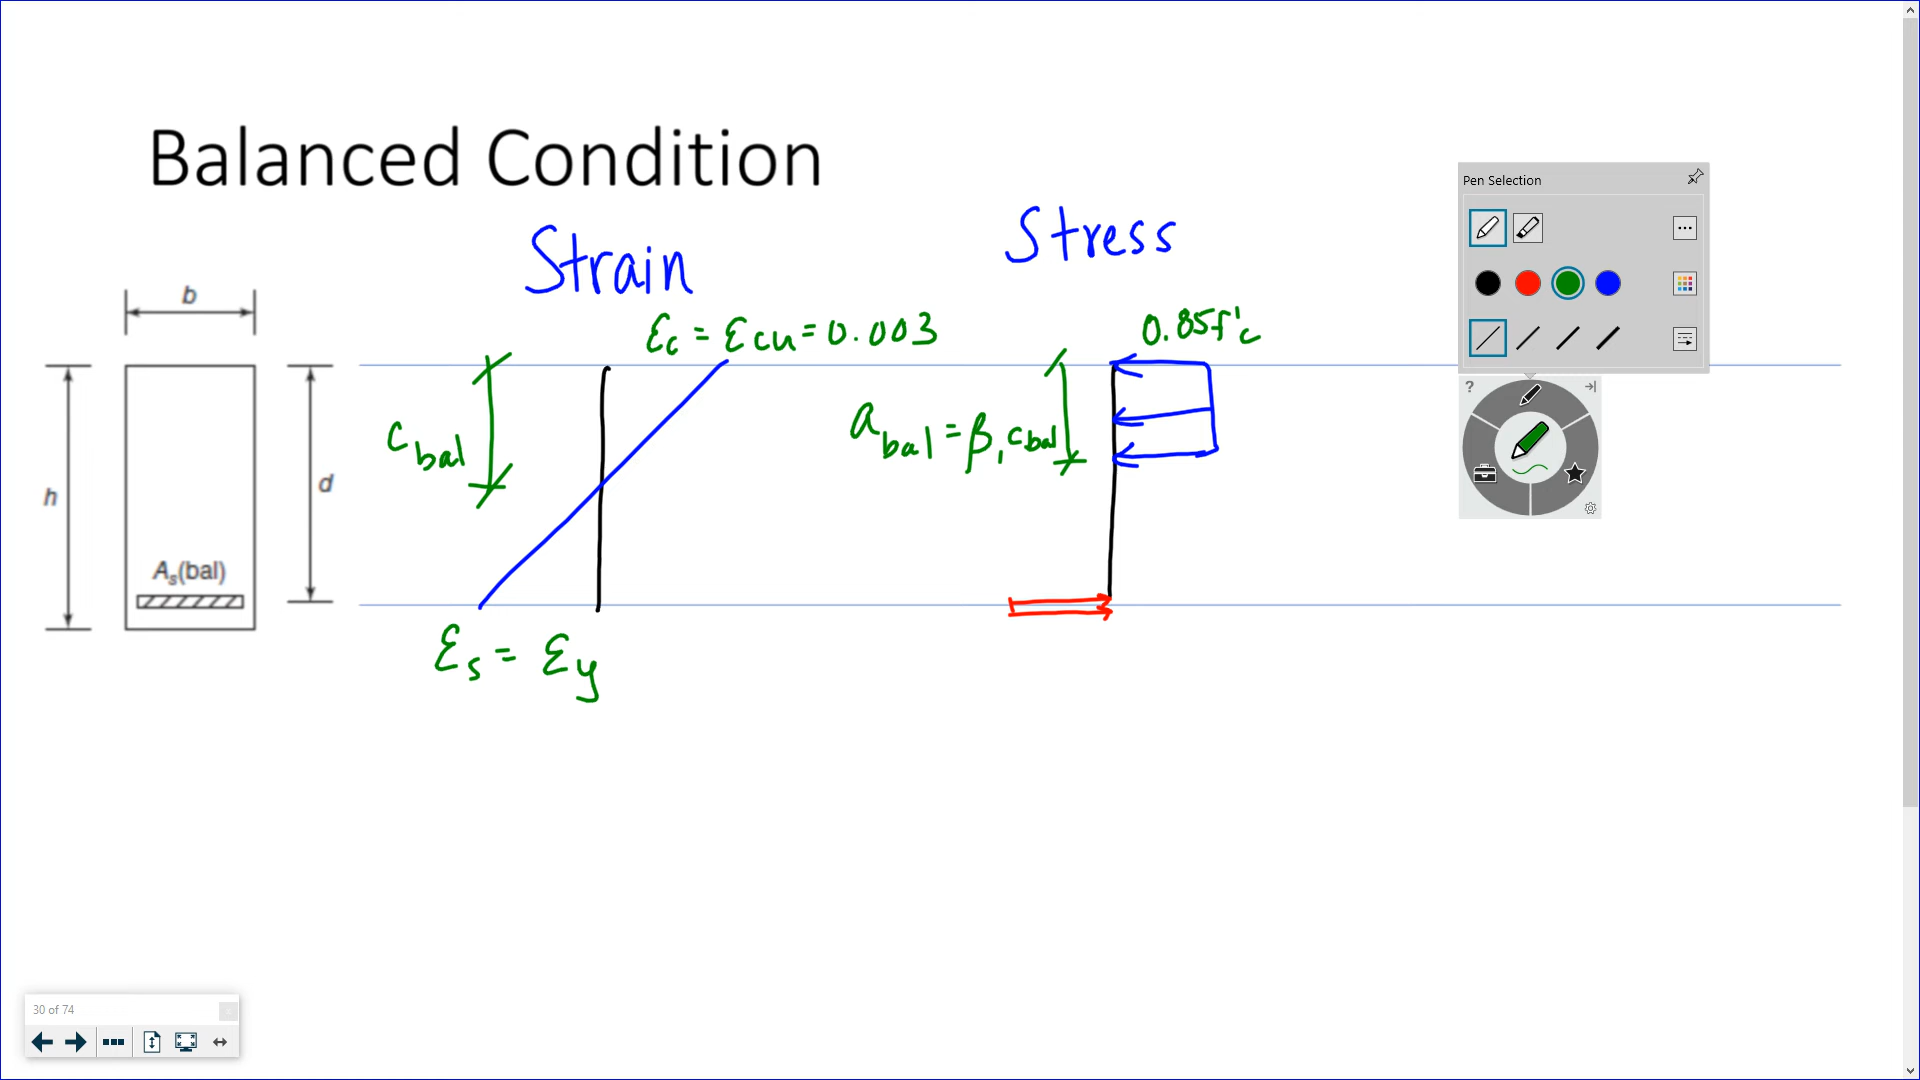 Balanced Condition
Strain
Stress
Pen Selection
b
h
d
As(bal)
εc = εcu = 0.003
cbal
εs = εy
0.85f'c
abal = β1cbal
?
30 of 74